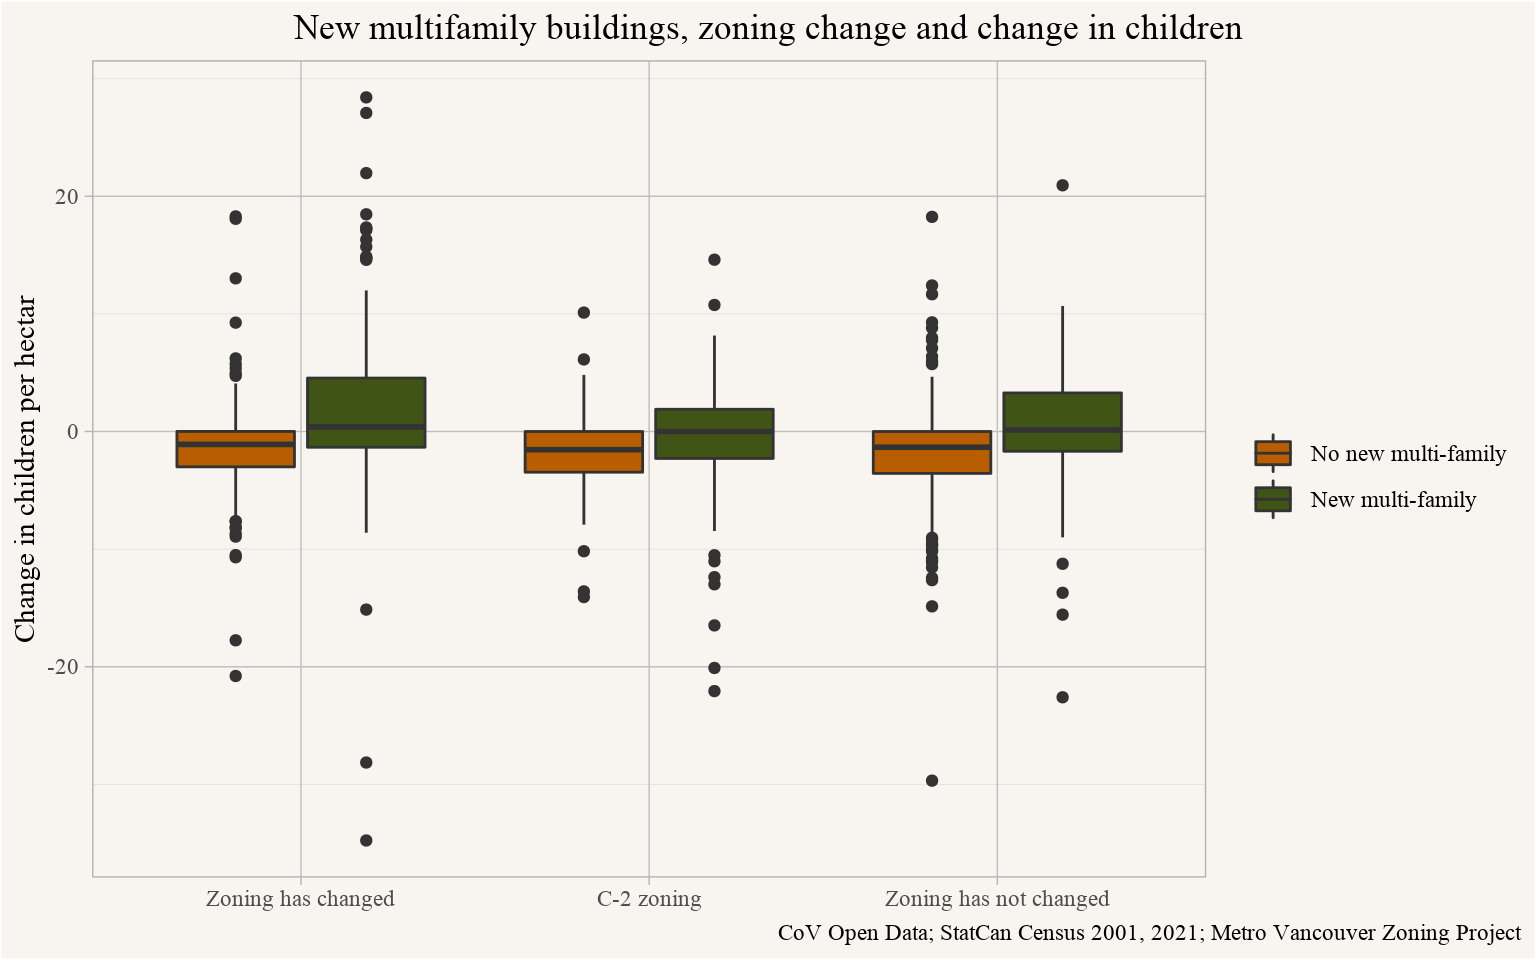 New multifamily buildings, zoning change and change in children
Change in children per hectar
20
0
-20
Zoning has changed
C-2 zoning
Zoning has not changed
No new multi-family
New multi-family
CoV Open Data; StatCan Census 2001, 2021; Metro Vancouver Zoning Project